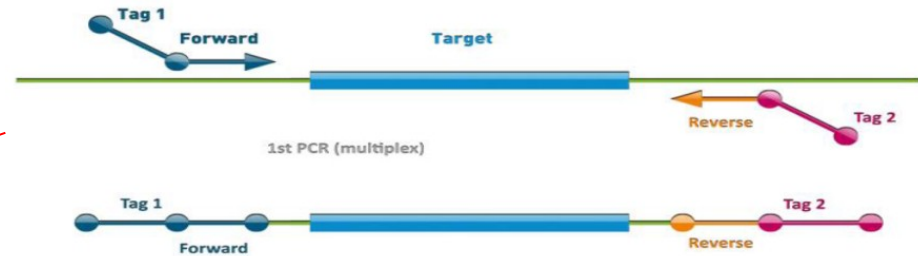 Tag 1
Forward
Target
Reverse
Tag 2
1st PCR (multiplex)
Tag 1
Tag 2
Forward
Reverse